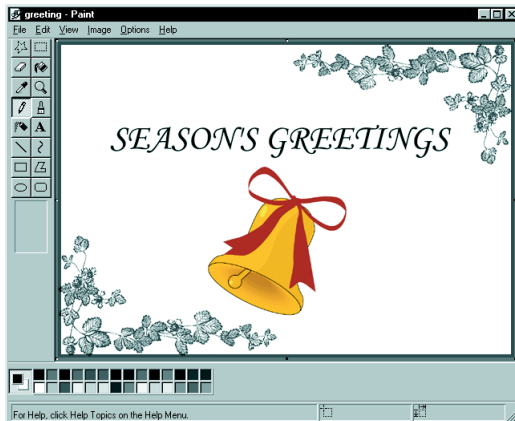 greeting - Paint
File Edit View Image Options Help
A
SEASON'S GREETINGS
For Help, click Help Topics on the Help Menu.